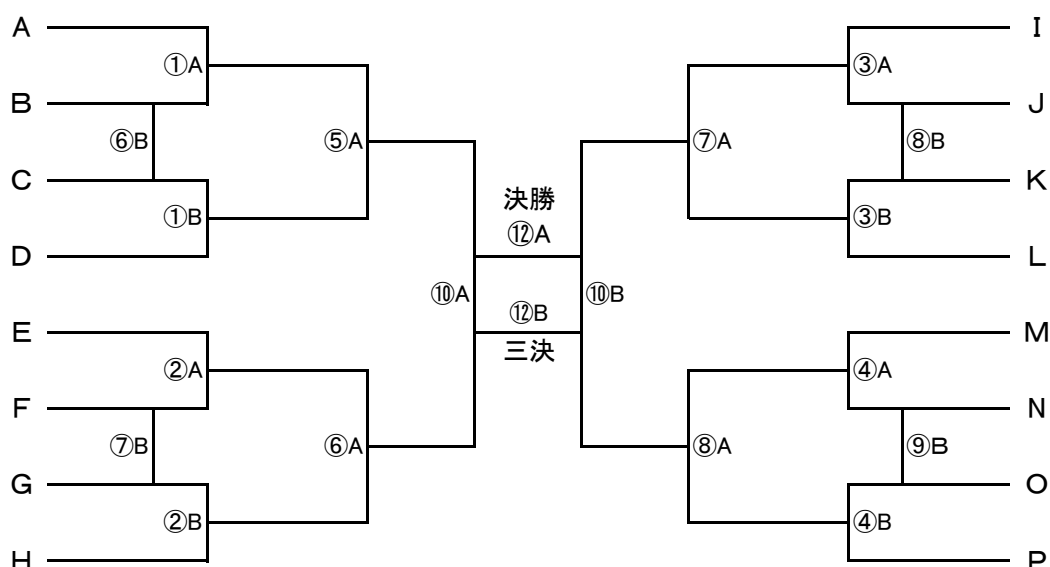 A
I
①A
③A
B
J
⑥B
⑤A
⑦A
⑧B
C
K
決勝
①B
③B
⑫A
D
L
⑩A
⑩B
⑫B
E
M
三決
②A
④A
F
N
⑦B
⑥A
⑧A
⑨B
G
O
②B
④B
H
P